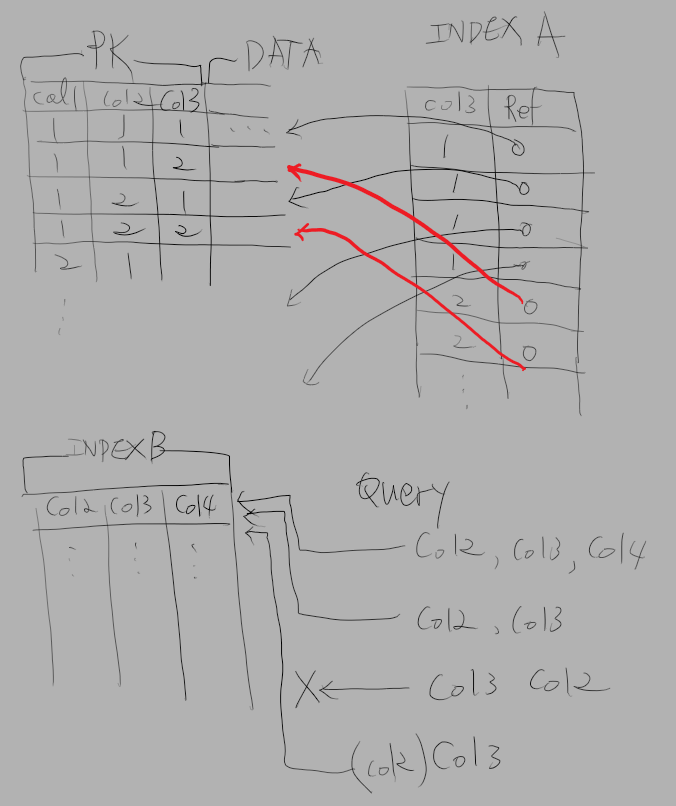 PK DATA
col1 col2 col3
1 1 1 ...
1 1 2
1 2 1
1 2 2
2 1
INDEX A
col3 Ref
1
1
1
1
2
2
INDEX B
Col2 Col3 Col4
Query
Col2, Col3, Col4
Col2, Col3
X Col3 Col2
(col2) Col3